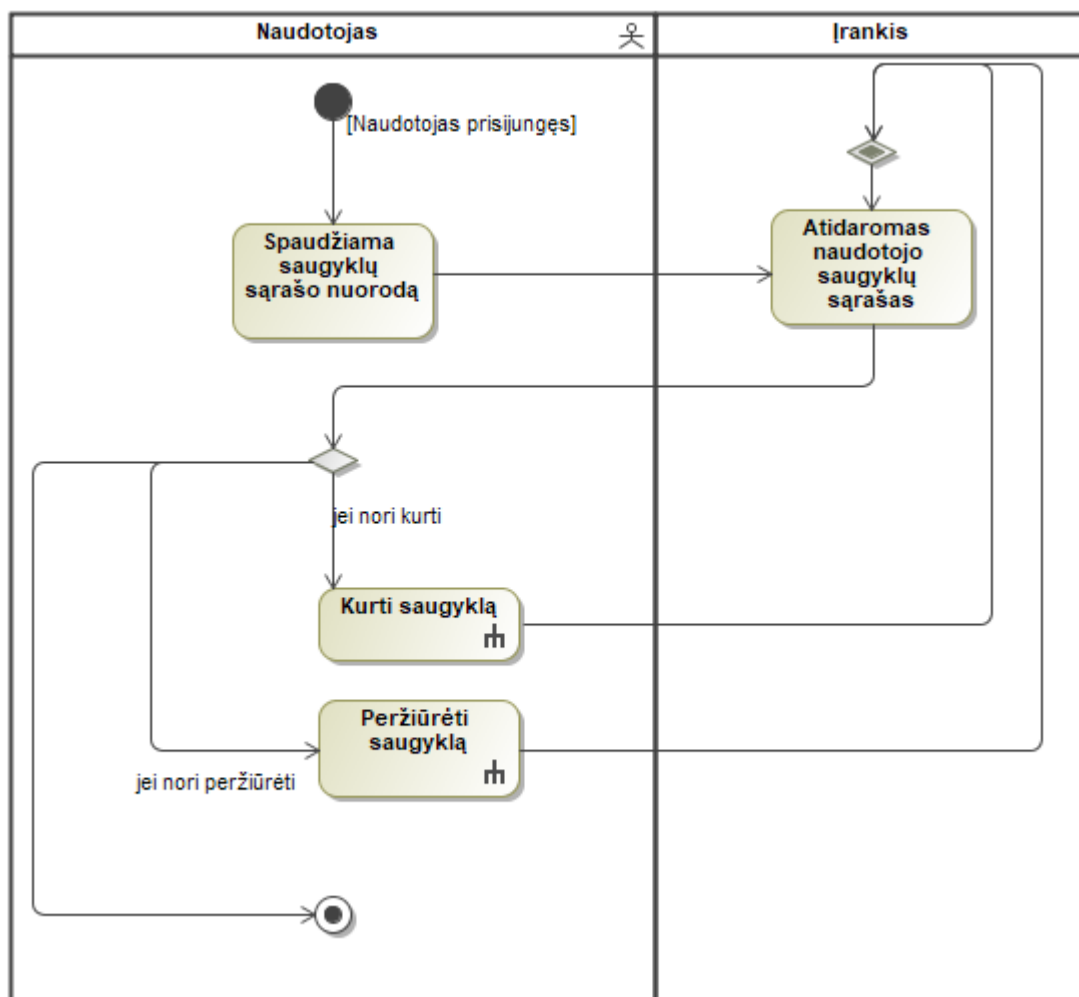 Naudotojas
Įrankis
[Naudotojas prisijungęs]
Spaudžiama
saugyklų
sąrašo nuorodą
Atidaromas
naudotojo
saugyklų
sąrašas
jei nori kurti
Kurti saugyklą
Peržiūrėti
saugyklą
jei nori peržiūrėti